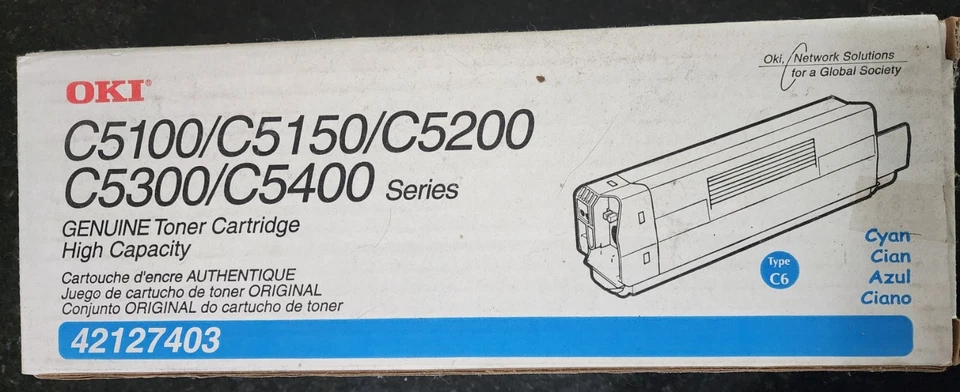 OKI®
Oki, Network Solutions
for a Global Society
C5100/C5150/C5200
C5300/C5400 Series
GENUINE Toner Cartridge
High Capacity
Cartouche d'encre AUTHENTIQUE
Juego de cartucho de toner ORIGINAL
Conjunto ORIGINAL do cartucho de toner
Type
C6
Cyan
Cian
Azul
Ciano
42127403